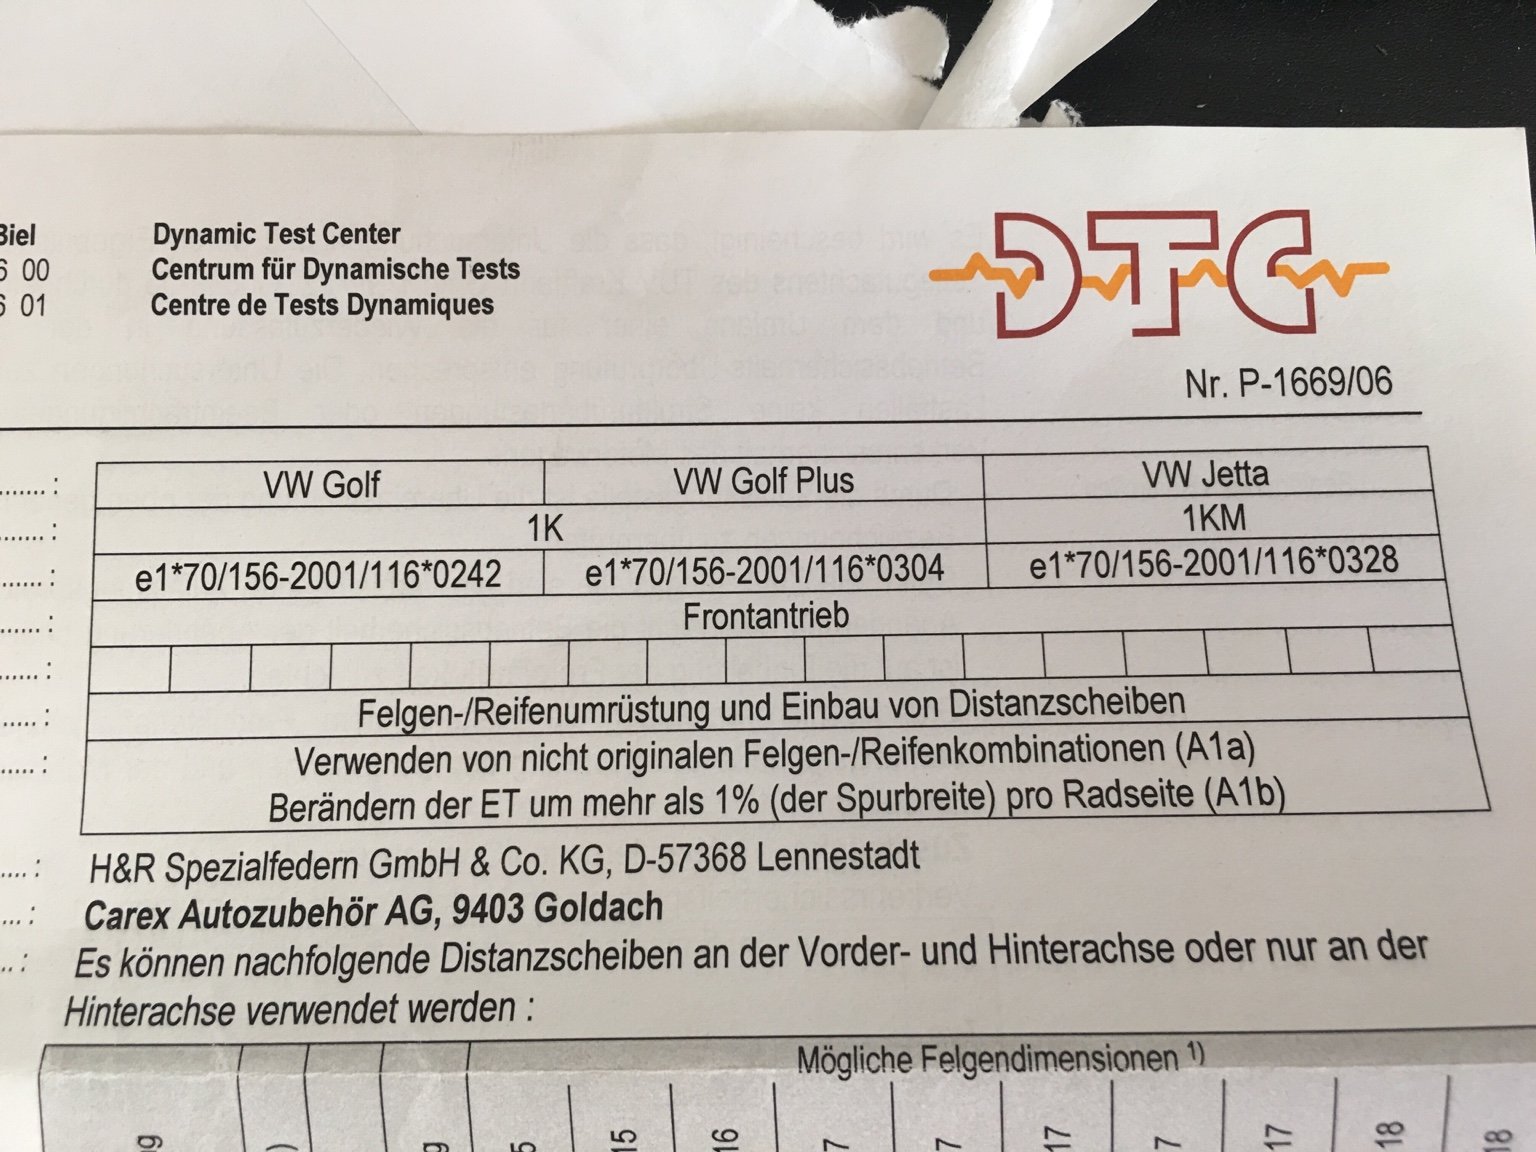 Biel
6 00
6 01
Dynamic Test Center
Centrum für Dynamische Tests
Centre de Tests Dynamiques
DTC
Nr. P-1669/06
.......: VW Golf VW Golf Plus VW Jetta
.......: 1K 1KM
......: e1*70/156-2001/116*0242 e1*70/156-2001/116*0304 e1*70/156-2001/116*0328
......: Frontantrieb
......:
.....: Felgen-/Reifenumrüstung und Einbau von Distanzscheiben
.....: Verwenden von nicht originalen Felgen-/Reifenkombinationen (A1a)
Berändern der ET um mehr als 1% (der Spurbreite) pro Radseite (A1b)
....: H&R Spezialfedern GmbH & Co. KG, D-57368 Lennestadt
...: Carex Autozubehör AG, 9403 Goldach
..: Es können nachfolgende Distanzscheiben an der Vorder- und Hinterachse oder nur an der
Hinterachse verwendet werden :
Mögliche Felgendimensionen 1)
15 16 7 7 17 7 17 18 18